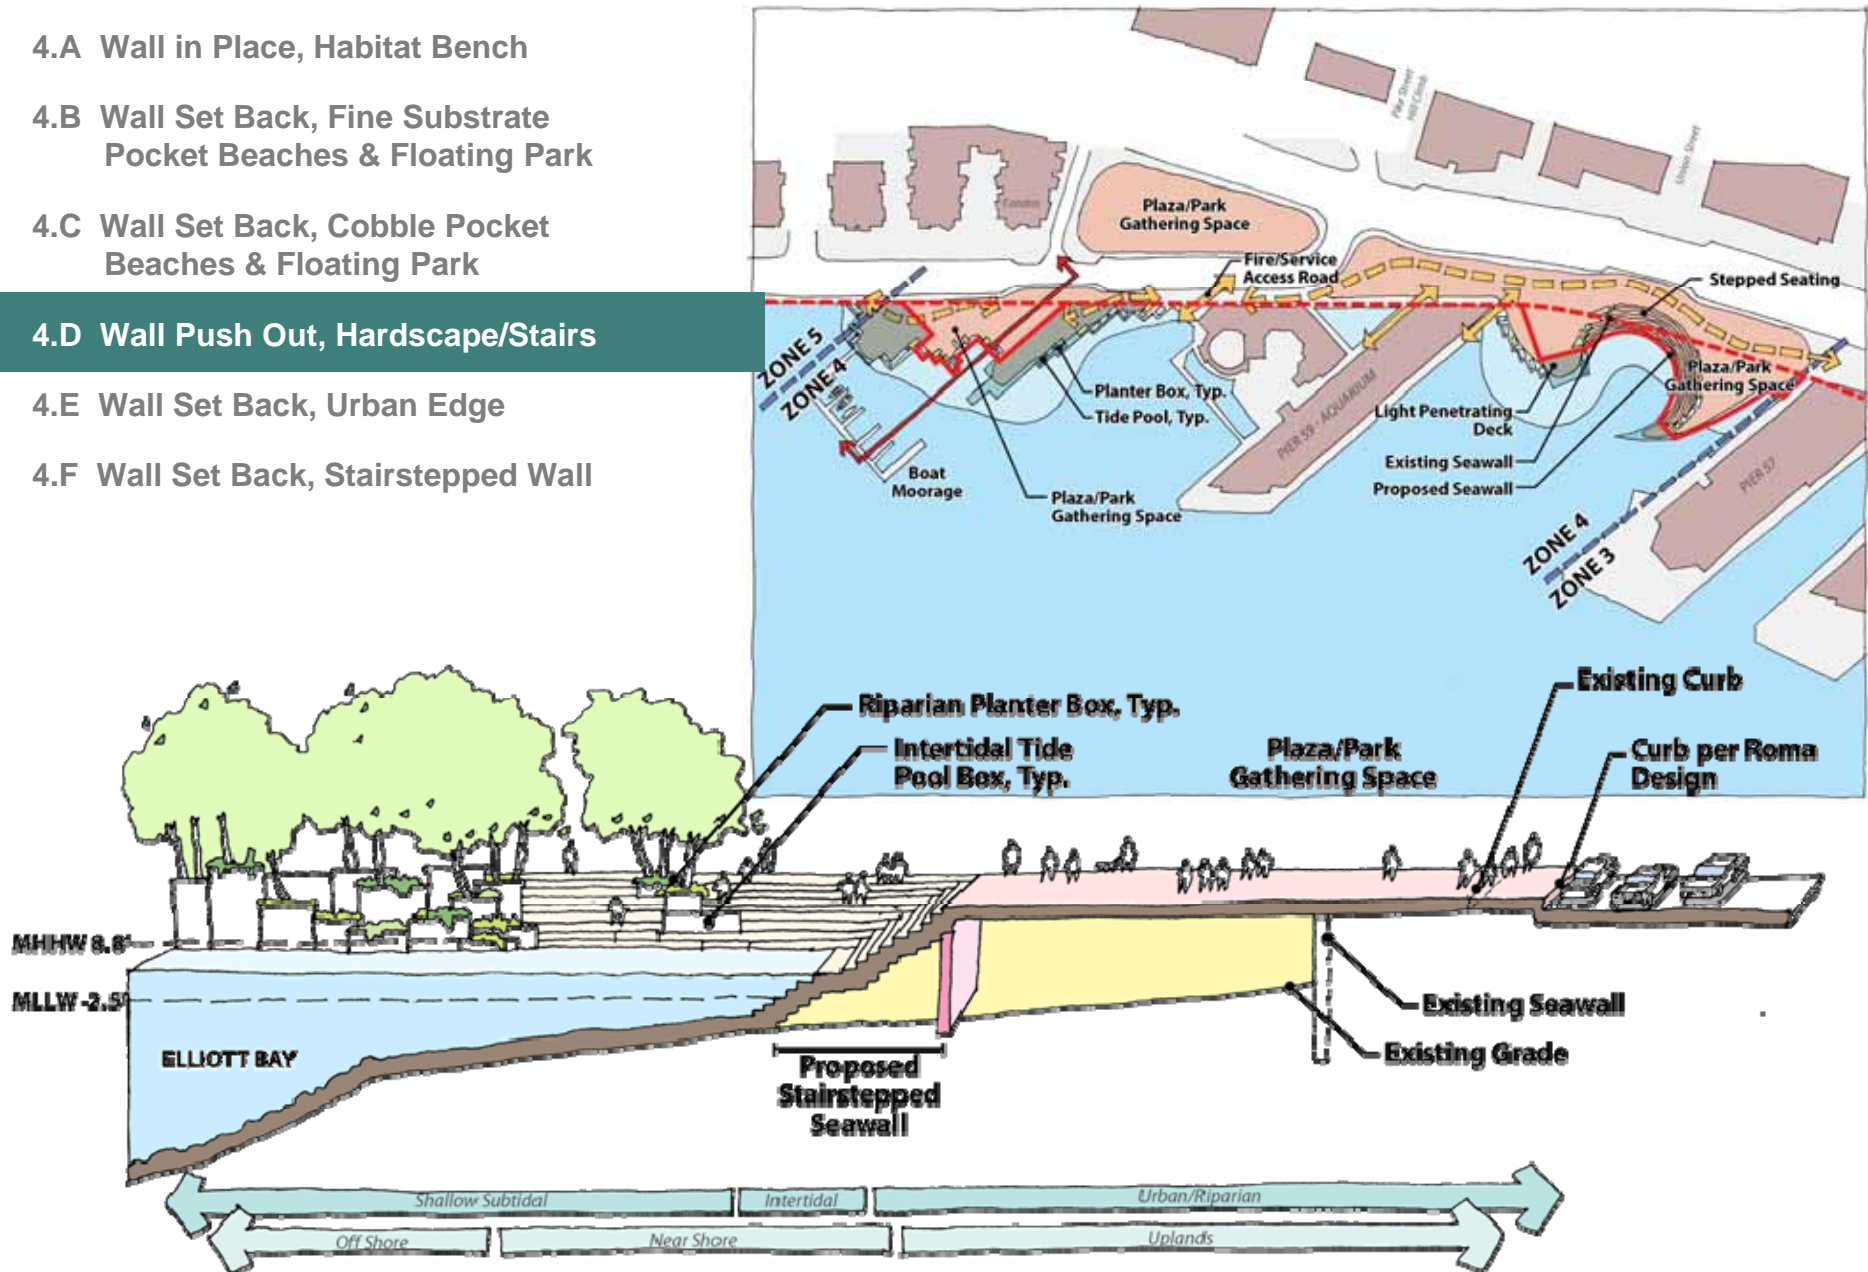 4.A Wall in Place, Habitat Bench
4.B Wall Set Back, Fine Substrate
Pocket Beaches & Floating Park
4.C Wall Set Back, Cobble Pocket
Beaches & Floating Park
4.D Wall Push Out, Hardscape/Stairs
4.E Wall Set Back, Urban Edge
4.F Wall Set Back, Stairstepped Wall
Pike Street
Hill Climb
Union Street
Condos
Plaza/Park
Gathering Space
Fire/Service
Access Road
Stepped Seating
ZONE 5
ZONE 4
Planter Box, Typ.
Tide Pool, Typ.
Boat
Moorage
Plaza/Park
Gathering Space
PIER 59 - AQUARIUM
Light Penetrating
Deck
Existing Seawall
Proposed Seawall
Plaza/Park
Gathering Space
PIER 57
ZONE 4
ZONE 3
Riparian Planter Box, Typ.
Intertidal Tide
Pool Box, Typ.
Plaza/Park
Gathering Space
Existing Curb
Curb per Roma
Design
MHHW 8.8'
MLLW -2.5'
ELLIOTT BAY
Proposed
Stairstepped
Seawall
Existing Seawall
Existing Grade
Shallow Subtidal
Intertidal
Urban/Riparian
Off Shore
Near Shore
Uplands